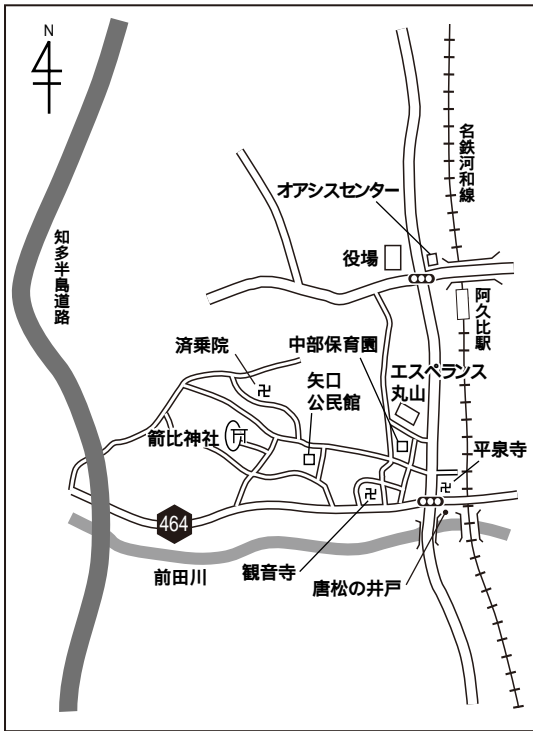 N
名鉄河和線
オアシスセンター
役場
知多半島道路
阿久比駅
済乗院
中部保育園
エスペランス
丸山
矢口
公民館
箭比神社
平泉寺
464
前田川
観音寺
唐松の井戸